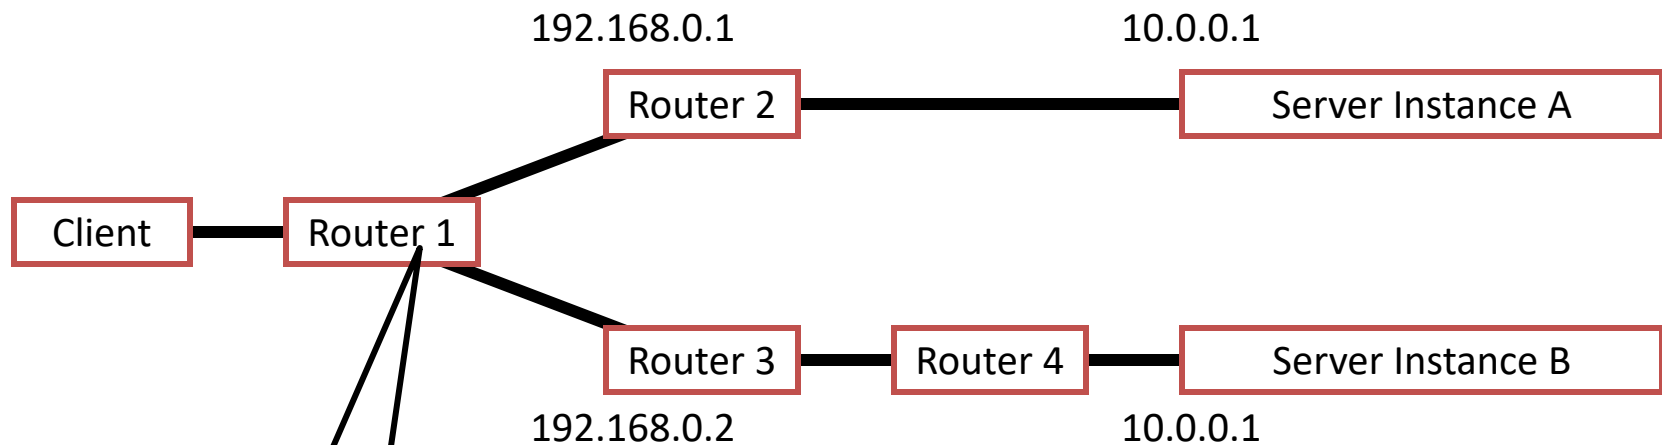 192.168.0.1 10.0.0.1
Router 2 Server Instance A
Client Router 1
Router 3 Router 4 Server Instance B
192.168.0.2 10.0.0.1